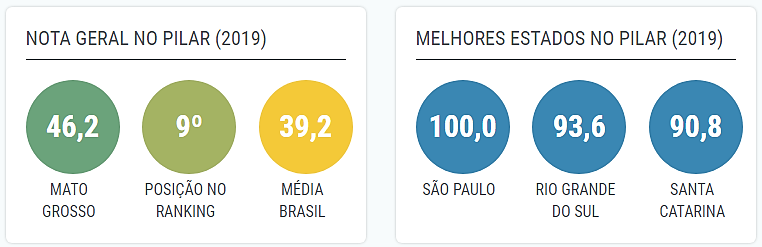 NOTA GERAL NO PILAR (2019)
46,2
9º
39,2
MATO
GROSSO
POSIÇÃO NO
RANKING
MÉDIA
BRASIL
MELHORES ESTADOS NO PILAR (2019)
100,0
93,6
90,8
SÃO PAULO
RIO GRANDE
DO SUL
SANTA
CATARINA